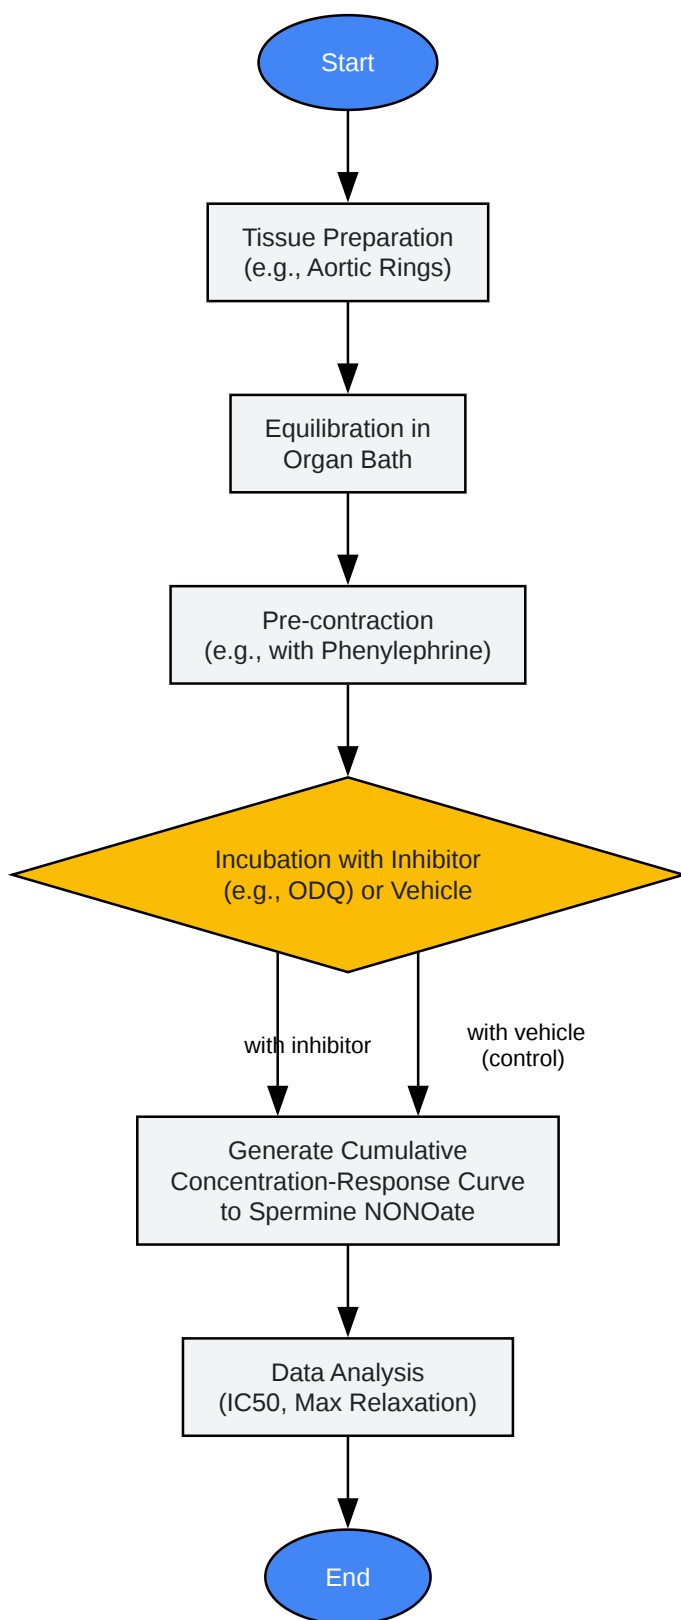 Start
Tissue Preparation
(e.g., Aortic Rings)
Equilibration in
Organ Bath
Pre-contraction
(e.g., with Phenylephrine)
Incubation with Inhibitor
(e.g., ODQ) or Vehicle
with inhibitor
with vehicle
(control)
Generate Cumulative
Concentration-Response Curve
to Spermine NONOate
Data Analysis
(IC50, Max Relaxation)
End